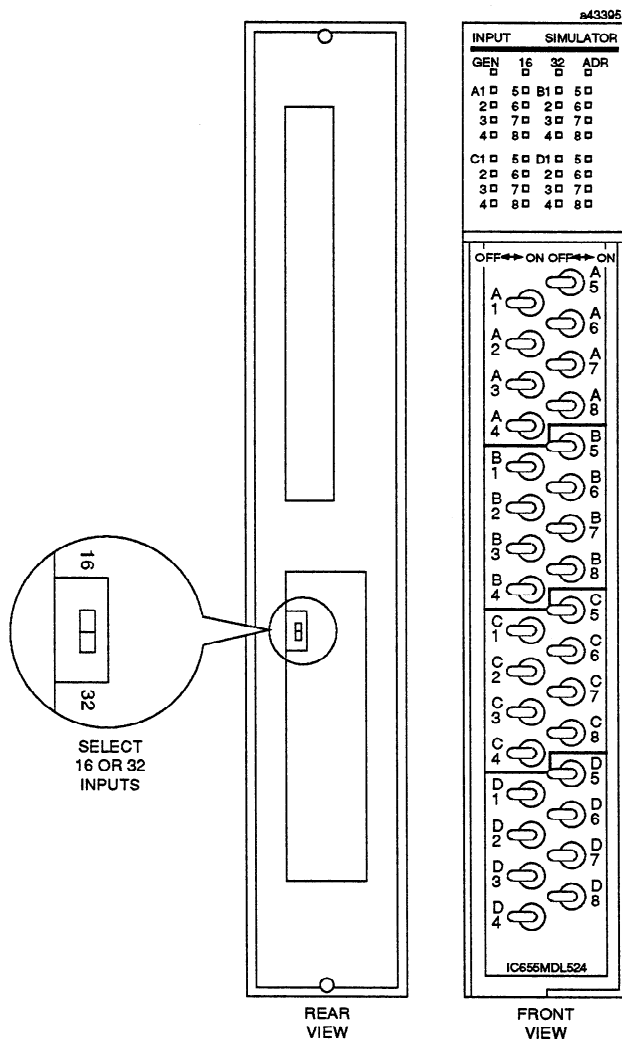 a43395
INPUT SIMULATOR
GEN 16 32 ADR
A1 5 B1 5
2 6 2 6
3 7 3 7
4 8 4 8
C1 5 D1 5
2 6 2 6
3 7 3 7
4 8 4 8
OFF ↔ ON OFF ↔ ON
A 5
A 1
A 6
A 2
A 7
A 3
A 8
A 4
B 5
B 1
B 6
B 2
B 7
B 3
B 8
B 4
C 5
C 1
C 6
C 2
C 7
C 3
C 8
C 4
D 5
D 1
D 6
D 2
D 7
D 3
D 8
D 4
IC655MDL524
16
32
SELECT
16 OR 32
INPUTS
REAR
VIEW
FRONT
VIEW